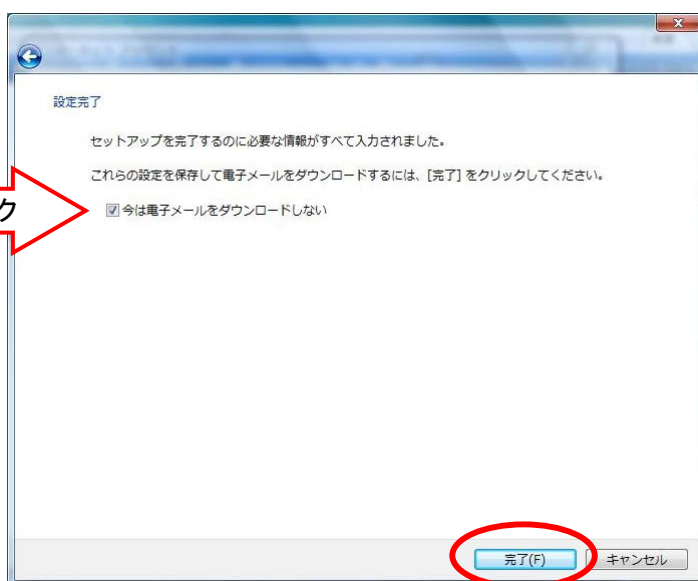 設定完了
セットアップを完了するのに必要な情報がすべて入力されました。
これらの設定を保存して電子メールをダウンロードするには、[完了] をクリックしてください。
ク
今は電子メールをダウンロードしない
完了(F)
キャンセル